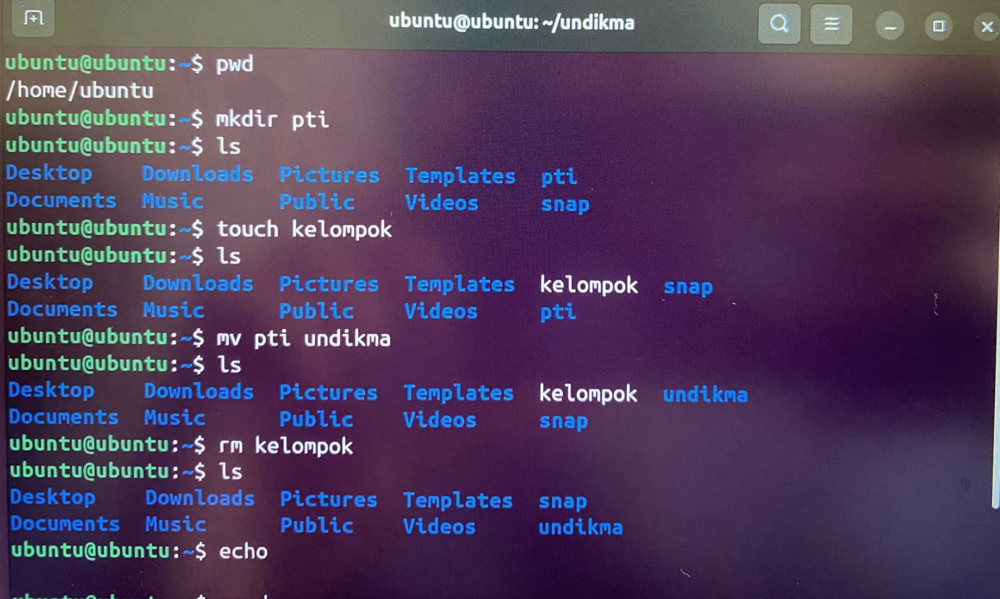 ubuntu@ubuntu: ~/undikma
ubuntu@ubuntu:~$ pwd
/home/ubuntu
ubuntu@ubuntu:~$ mkdir pti
ubuntu@ubuntu:~$ ls
Desktop Downloads Pictures Templates pti
Documents Music Public Videos snap
ubuntu@ubuntu:~$ touch kelompok
ubuntu@ubuntu:~$ ls
Desktop Downloads Pictures Templates kelompok snap
Documents Music Public Videos pti
ubuntu@ubuntu:~$ mv pti undikma
ubuntu@ubuntu:~$ ls
Desktop Downloads Pictures Templates kelompok undikma
Documents Music Public Videos snap
ubuntu@ubuntu:~$ rm kelompok
ubuntu@ubuntu:~$ ls
Desktop Downloads Pictures Templates snap
Documents Music Public Videos undikma
ubuntu@ubuntu:~$ echo